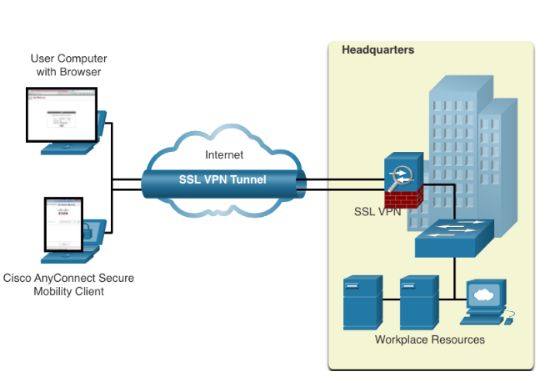 Headquarters
User Computer
with Browser
Internet
SSL VPN Tunnel
SSL VPN
Cisco AnyConnect Secure
Mobility Client
Workplace Resources